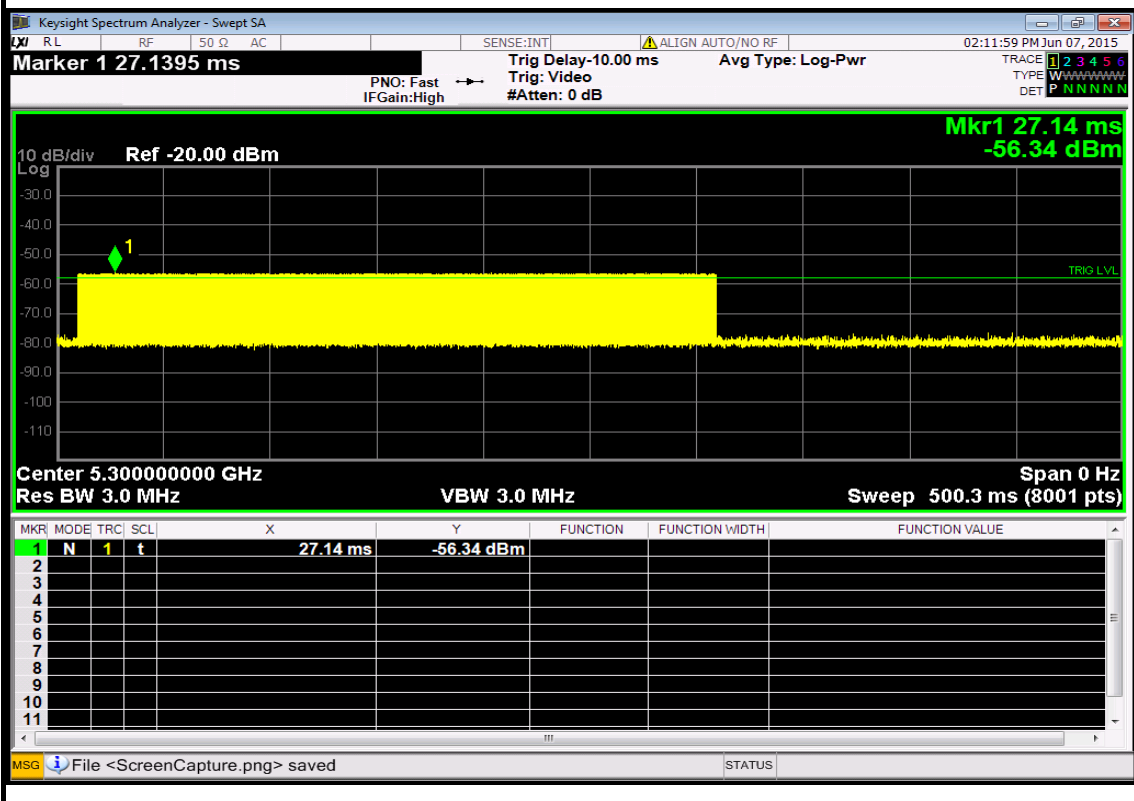 Keysight Spectrum Analyzer - Swept SA
LXI RL RF 50 Ω AC SENSE:INT ALIGN AUTO/NO RF 02:11:59 PM Jun 07, 2015
Marker 1 27.1395 ms Trig Delay-10.00 ms Avg Type: Log-Pwr TRACE 1 2 3 4 5 6
PNO: Fast Trig: Video TYPE WWWWWW
IFGain:High #Atten: 0 dB DET P N N N N N
Mkr1 27.14 ms
10 dB/div Ref -20.00 dBm -56.34 dBm
Log
-30.0
-40.0
1
-50.0
TRIG LVL
-60.0
-70.0
-80.0
-90.0
-100
-110
Center 5.300000000 GHz Span 0 Hz
Res BW 3.0 MHz VBW 3.0 MHz Sweep 500.3 ms (8001 pts)
MKR MODE TRC SCL X Y FUNCTION FUNCTION WIDTH FUNCTION VALUE
1 N 1 t 27.14 ms -56.34 dBm
2
3
4
5
6
7
8
9
10
11
MSG File <ScreenCapture.png> saved STATUS